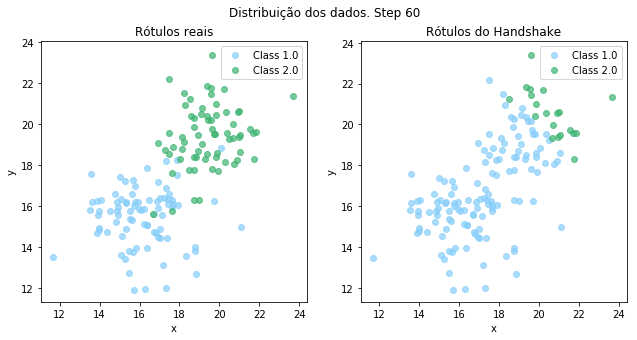 Distribuição dos dados. Step 60
Rótulos reais
Rótulos do Handshake
Class 1.0
Class 2.0
Class 1.0
Class 2.0
24
22
20
18
16
14
12
y
12 14 16 18 20 22 24
x
24
22
20
18
16
14
12
y
12 14 16 18 20 22 24
x